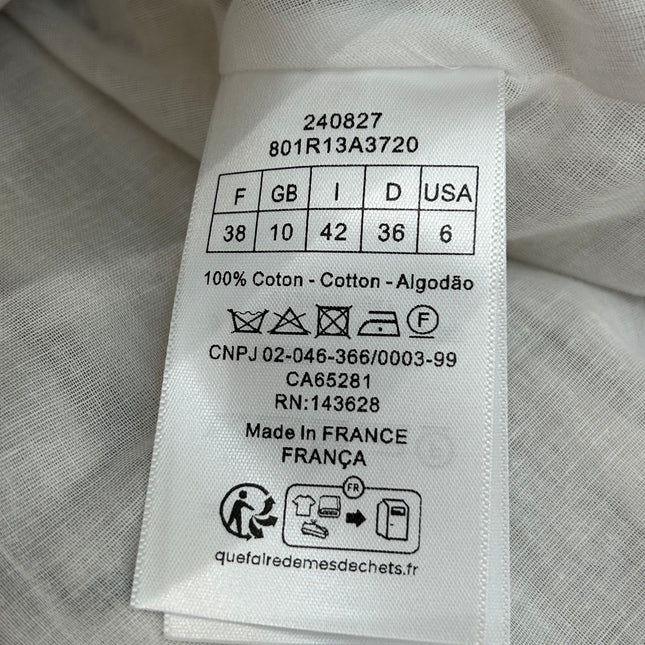 240827
801R13A3720
F GB I D USA
38 10 42 36 6
100% Coton - Cotton - Algodão
F
CNPJ 02-046-366/0003-99
CA65281
RN:143628
Made In FRANCE
FRANÇA
FR
quefairedemesdechets.fr